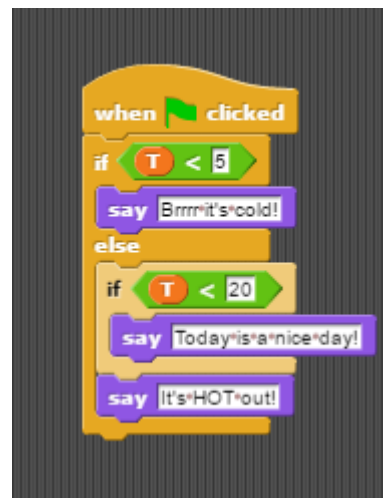 when clicked
if T < 5
say Brrrr it's cold!
else
if T < 20
say Today is a nice day!
say It's HOT out!